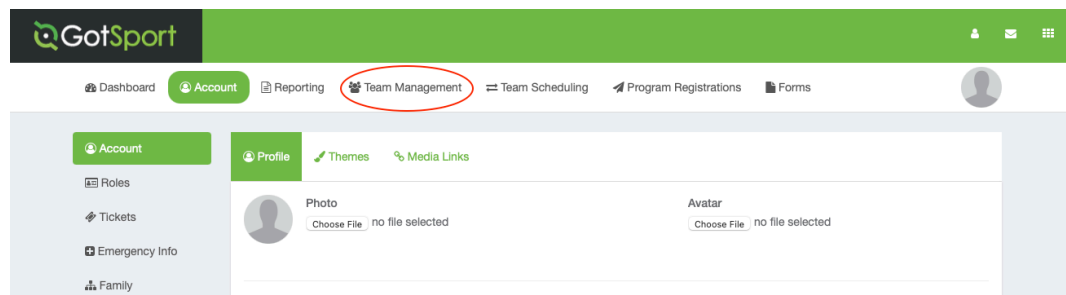 GotSport
Dashboard Account Reporting Team Management Team Scheduling Program Registrations Forms
Account
Profile Themes Media Links
Roles
Photo Avatar
Tickets
Choose File no file selected Choose File no file selected
Emergency Info
Family